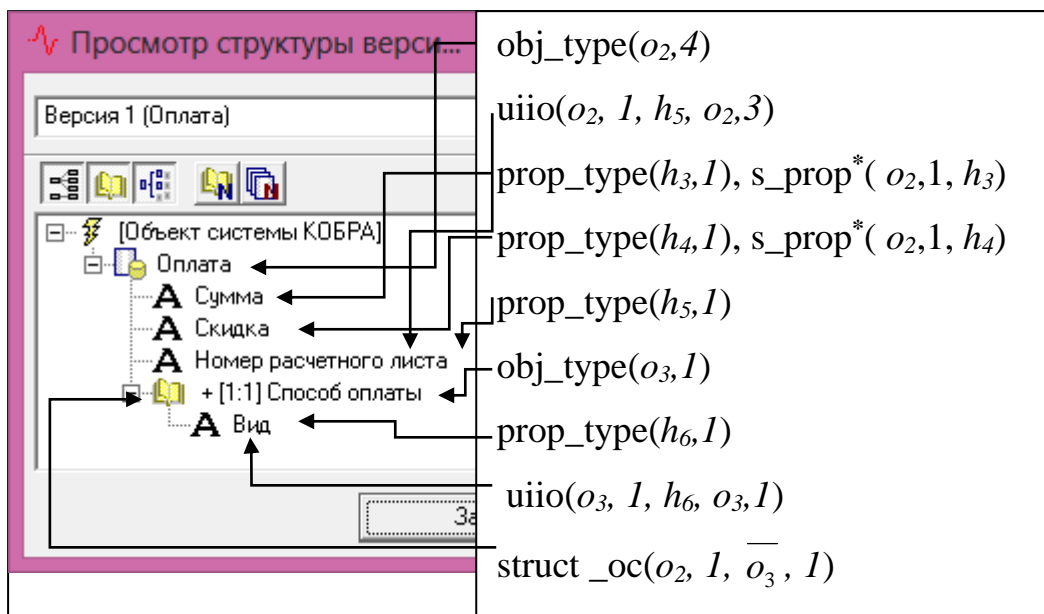 Просмотр структуры верси...
Версия 1 (Оплата)
[Объект системы КОБРА]
Оплата
A Сумма
A Скидка
A Номер расчетного листа
+ [1:1] Способ оплаты
A Вид
За
obj_type(o₂,4)
uiio(o₂, 1, h₅, o₂,3)
prop_type(h₃,1), s_prop*( o₂,1, h₃)
prop_type(h₄,1), s_prop*( o₂,1, h₄)
prop_type(h₅,1)
obj_type(o₃,1)
prop_type(h₆,1)
uiio(o₃, 1, h₆, o₃,1)
struct _oc(o₂, 1, o̅₃ , 1)